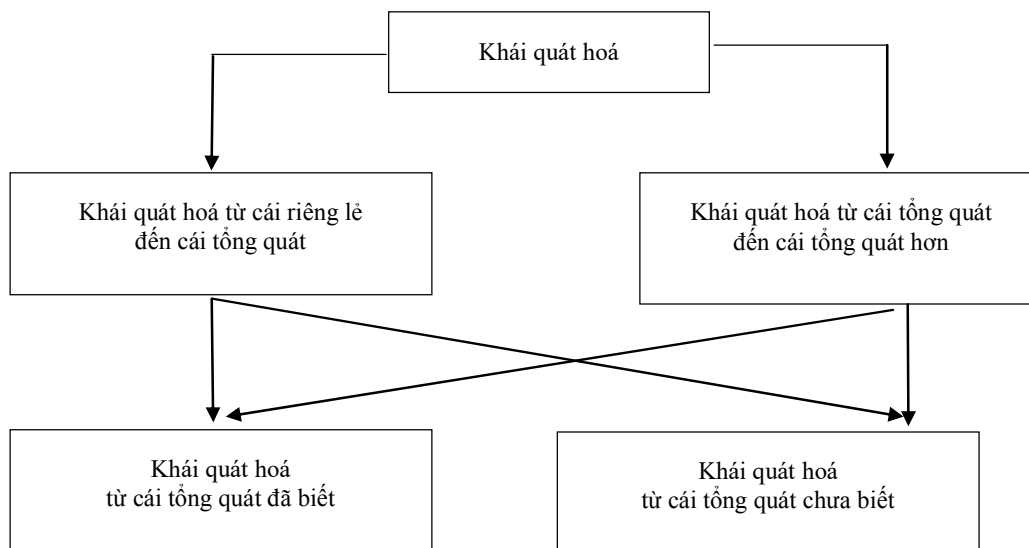 Khái quát hoá
Khái quát hoá từ cái riêng lẻ
đến cái tổng quát
Khái quát hoá từ cái tổng quát
đến cái tổng quát hơn
Khái quát hoá
từ cái tổng quát đã biết
Khái quát hoá
từ cái tổng quát chưa biết